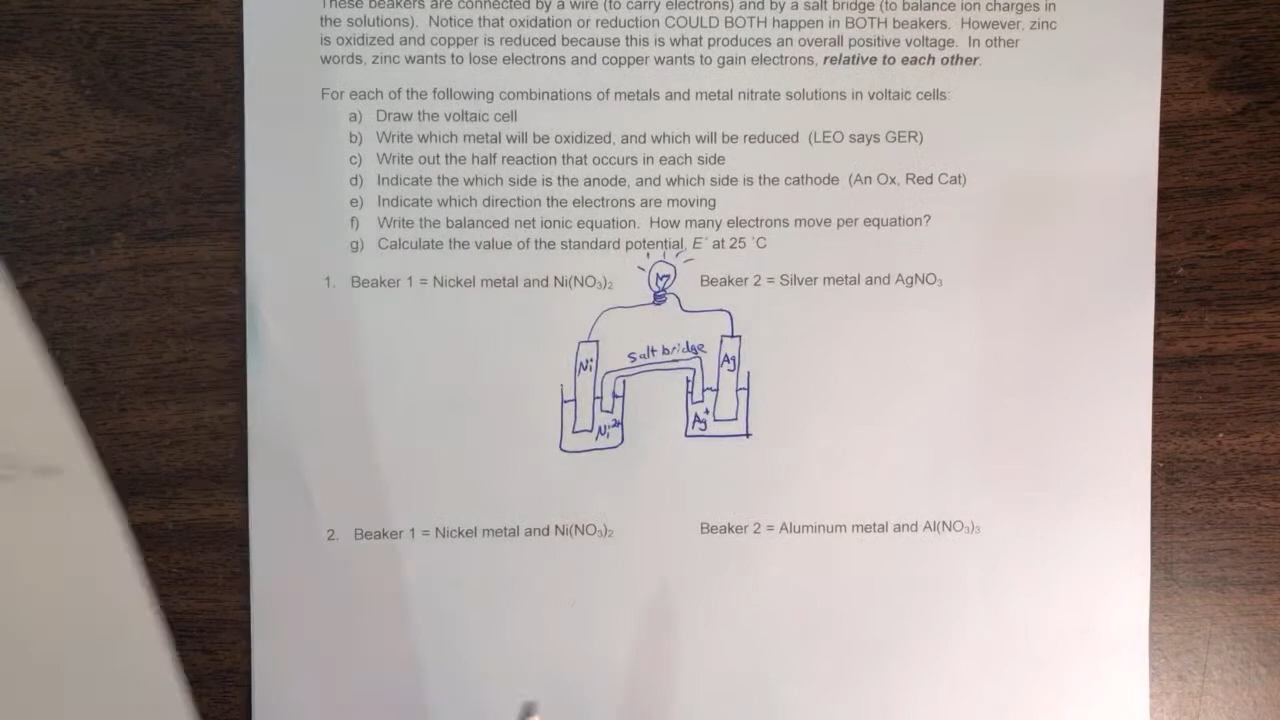 These beakers are connected by a wire (to carry electrons) and by a salt bridge (to balance ion charges in
the solutions). Notice that oxidation or reduction COULD BOTH happen in BOTH beakers. However, zinc
is oxidized and copper is reduced because this is what produces an overall positive voltage. In other
words, zinc wants to lose electrons and copper wants to gain electrons, relative to each other.
For each of the following combinations of metals and metal nitrate solutions in voltaic cells:
a) Draw the voltaic cell
b) Write which metal will be oxidized, and which will be reduced (LEO says GER)
c) Write out the half reaction that occurs in each side
d) Indicate the which side is the anode, and which side is the cathode (An Ox, Red Cat)
e) Indicate which direction the electrons are moving
f) Write the balanced net ionic equation. How many electrons move per equation?
g) Calculate the value of the standard potential, E° at 25 °C
1. Beaker 1 = Nickel metal and Ni(NO₃)₂ Beaker 2 = Silver metal and AgNO₃
Salt bridge
Ni Ag
Ni²⁺ Ag⁺
2. Beaker 1 = Nickel metal and Ni(NO₃)₂ Beaker 2 = Aluminum metal and Al(NO₃)₃